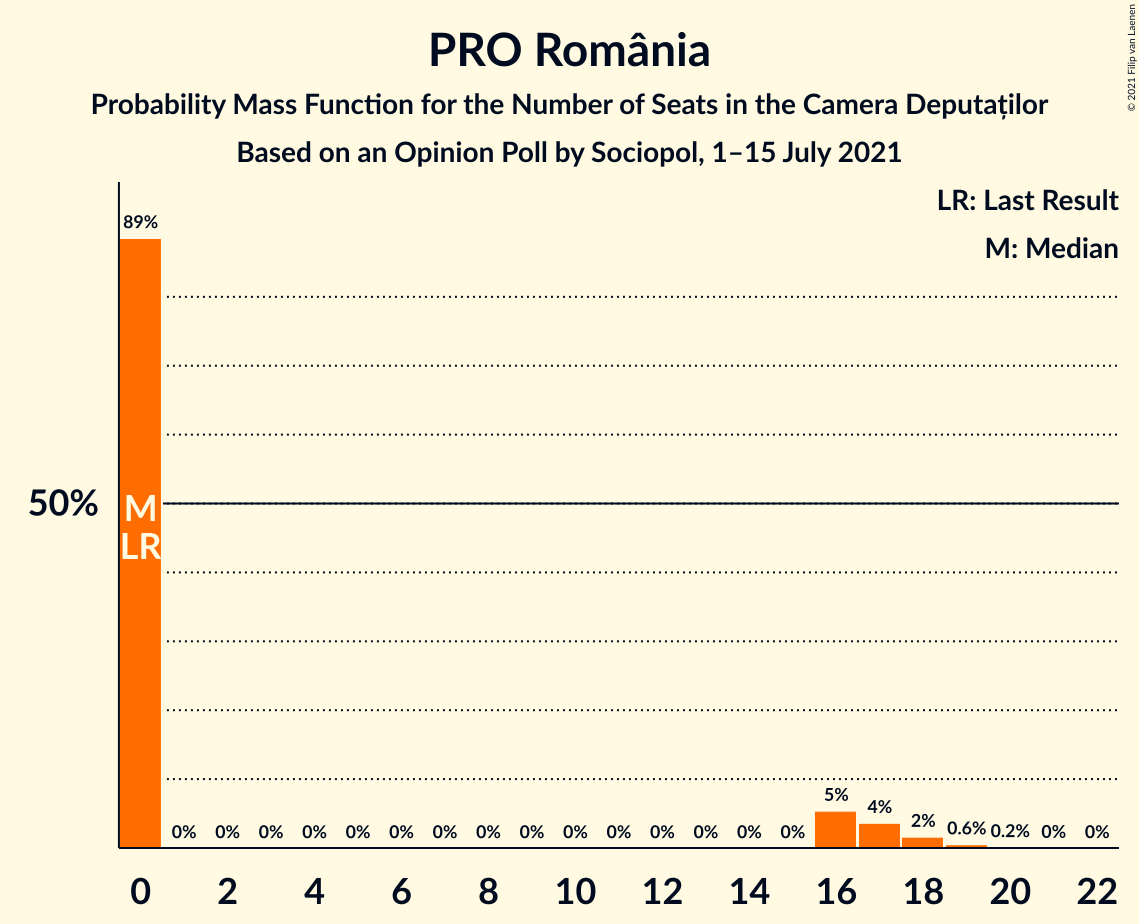 PRO România
Probability Mass Function for the Number of Seats in the Camera Deputaților
Based on an Opinion Poll by Sociopol, 1–15 July 2021
© 2021 Filip van Laenen
LR: Last Result
M: Median
89%
50%
M
LR
0% 0% 0% 0% 0% 0% 0% 0% 0% 0% 0% 0% 0% 0% 0% 5% 4% 2% 0.6% 0.2% 0% 0%
0 2 4 6 8 10 12 14 16 18 20 22